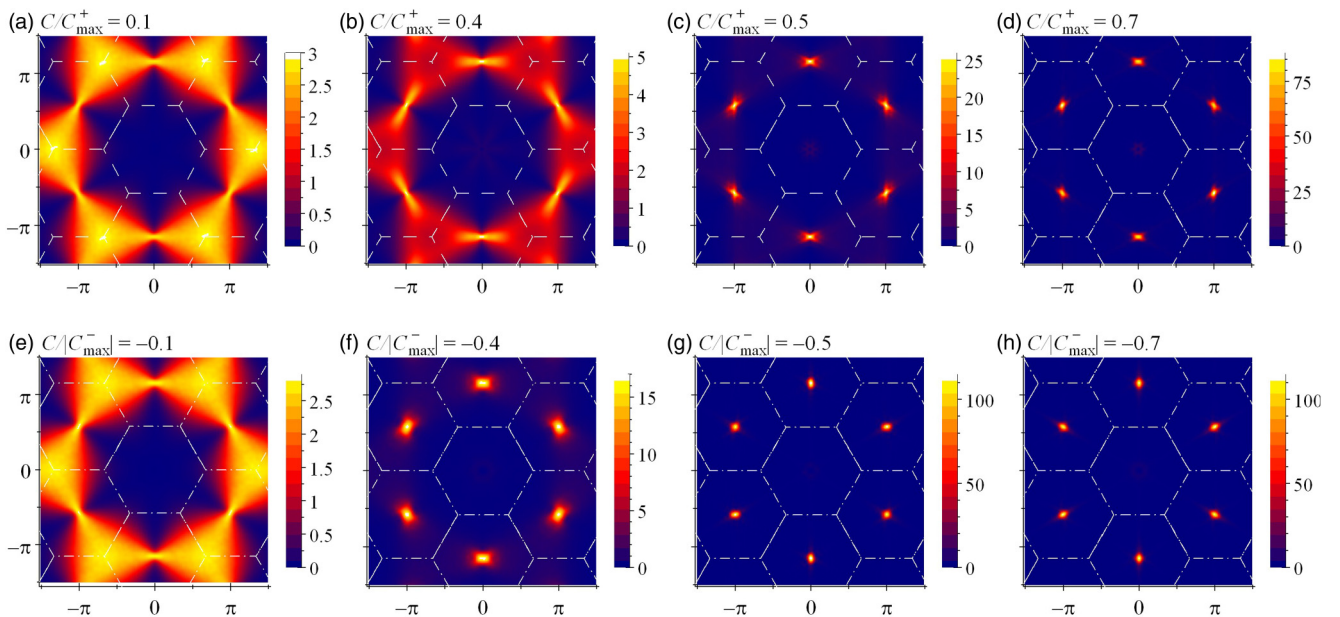 (a) C/C⁺max = 0.1
(b) C/C⁺max = 0.4
(c) C/C⁺max = 0.5
(d) C/C⁺max = 0.7
π
0
−π
−π 0 π
3
2.5
2
1.5
1
0.5
0
−π 0 π
5
4
3
2
1
0
−π 0 π
25
20
15
10
5
0
−π 0 π
75
50
25
0
(e) C/|C⁻max| = −0.1
(f) C/|C⁻max| = −0.4
(g) C/|C⁻max| = −0.5
(h) C/|C⁻max| = −0.7
π
0
−π
−π 0 π
2.5
2
1.5
1
0.5
0
−π 0 π
15
10
5
0
−π 0 π
100
50
0
−π 0 π
100
50
0